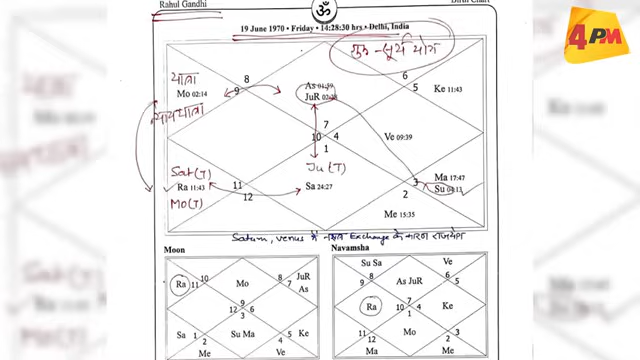 Rahul Gandhi
Birth Chart
ॐ
4PM
19 June 1970 • Friday • 14:28:30 hrs • Delhi, India
गुरु - सूर्य योग
यात्रा
Mo 02:14
न्याय यात्रा
8
9
As 01:59
JuR 02:28
6
5
Ke 11:43
7
10 4
1
Ve 09:39
Sat (T)
Ra 11:43
Mo (T)
11
12
Ju (T)
Sa 24:27
3
2
Ma 17:47
Su 04:13
Me 15:35
Saturn, Venus में नक्षत्र Exchange के कारण राजयोग
Moon
Navamsha
Ra
10
11
Mo
8
7
JuR
As
9
12 6
3
Sa
1
2
Me
Su Ma
5
4
Ke
Ve
Su Sa
8
9
As JuR
Ve
6
5
Ra
7
10 4
1
Ke
11
12
Ma
Mo
3
2
Me